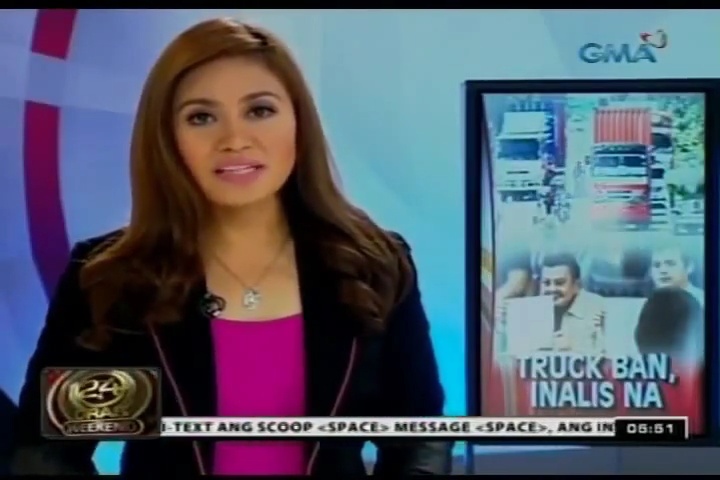 GMA
TRUCK BAN,
INALIS NA
24
ORAS
WEEKEND
I-TEXT ANG SCOOP <SPACE> MESSAGE <SPACE>, ANG IN
05:51